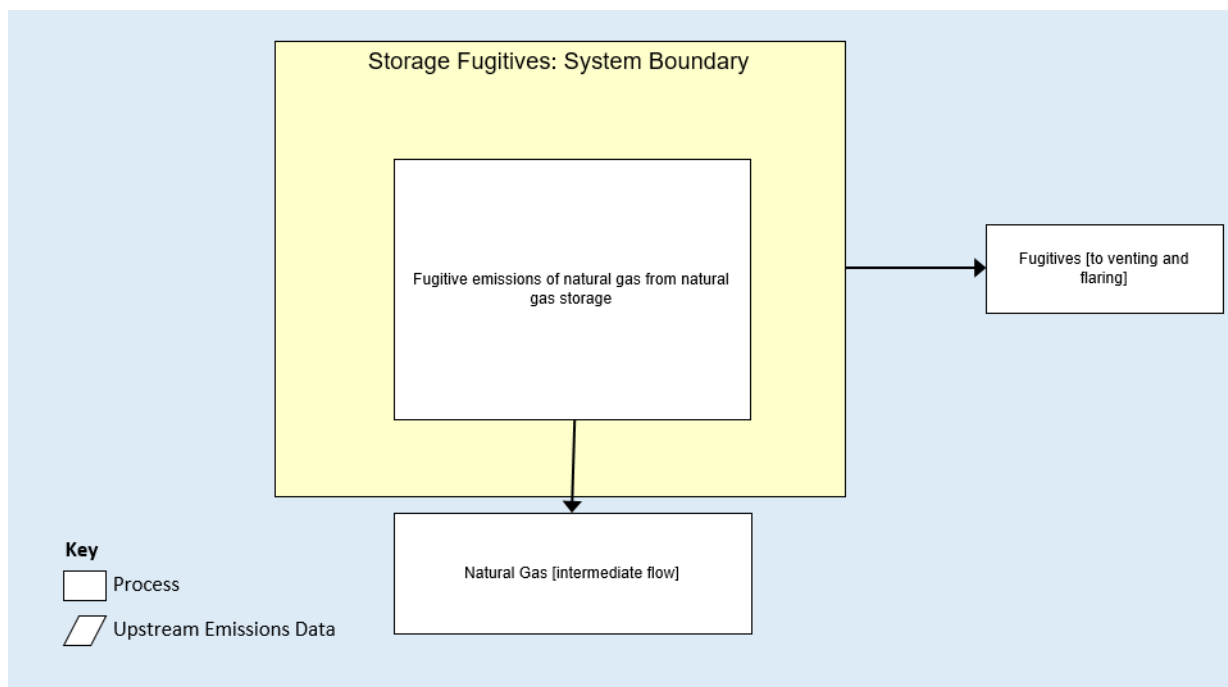 Storage Fugitives: System Boundary
Fugitive emissions of natural gas from natural
gas storage
Fugitives [to venting and
flaring]
Natural Gas [intermediate flow]
Key
Process
Upstream Emissions Data